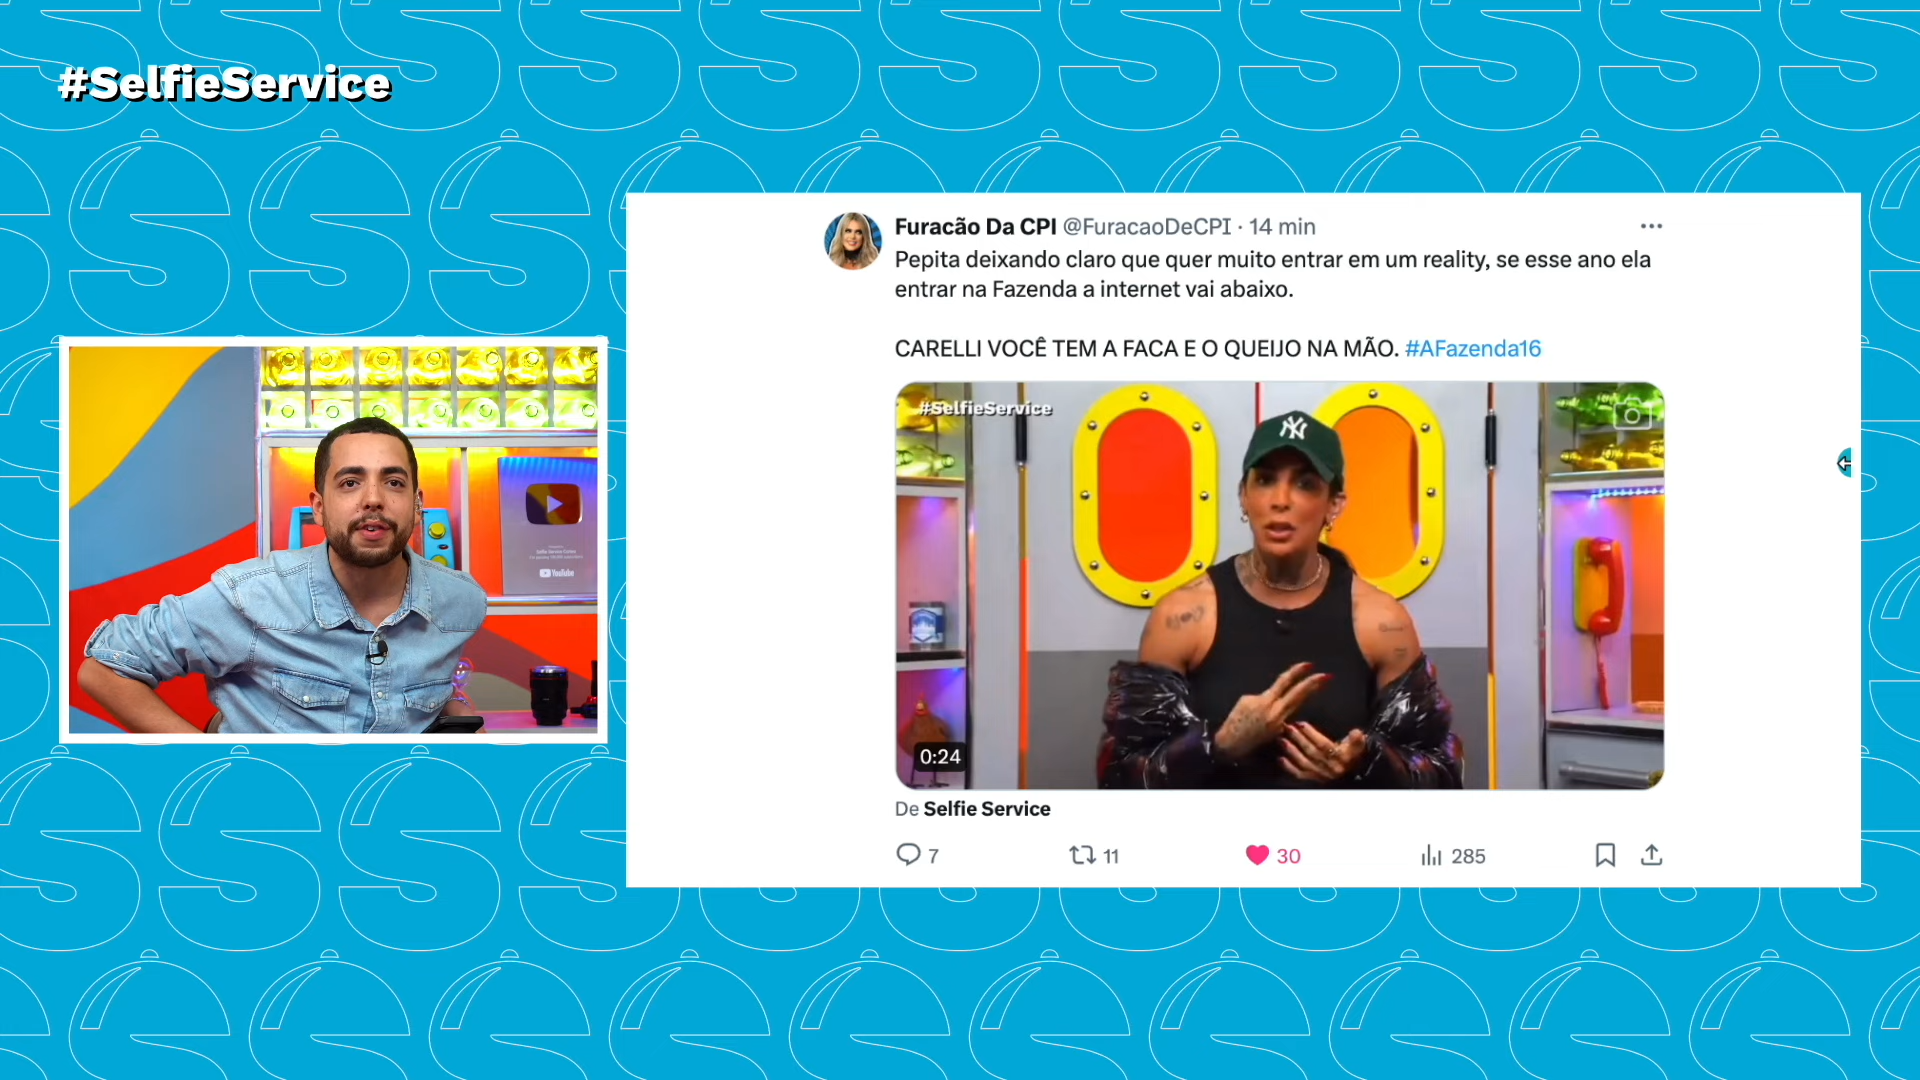 #SelfieService
Furacão Da CPI @FuracaoDeCPI · 14 min
Pepita deixando claro que quer muito entrar em um reality, se esse ano ela
entrar na Fazenda a internet vai abaixo.
CARELLI VOCÊ TEM A FACA E O QUEIJO NA MÃO. #AFazenda16
#SelfieService
NY
YouTube
0:24
De Selfie Service
7 11 30 285